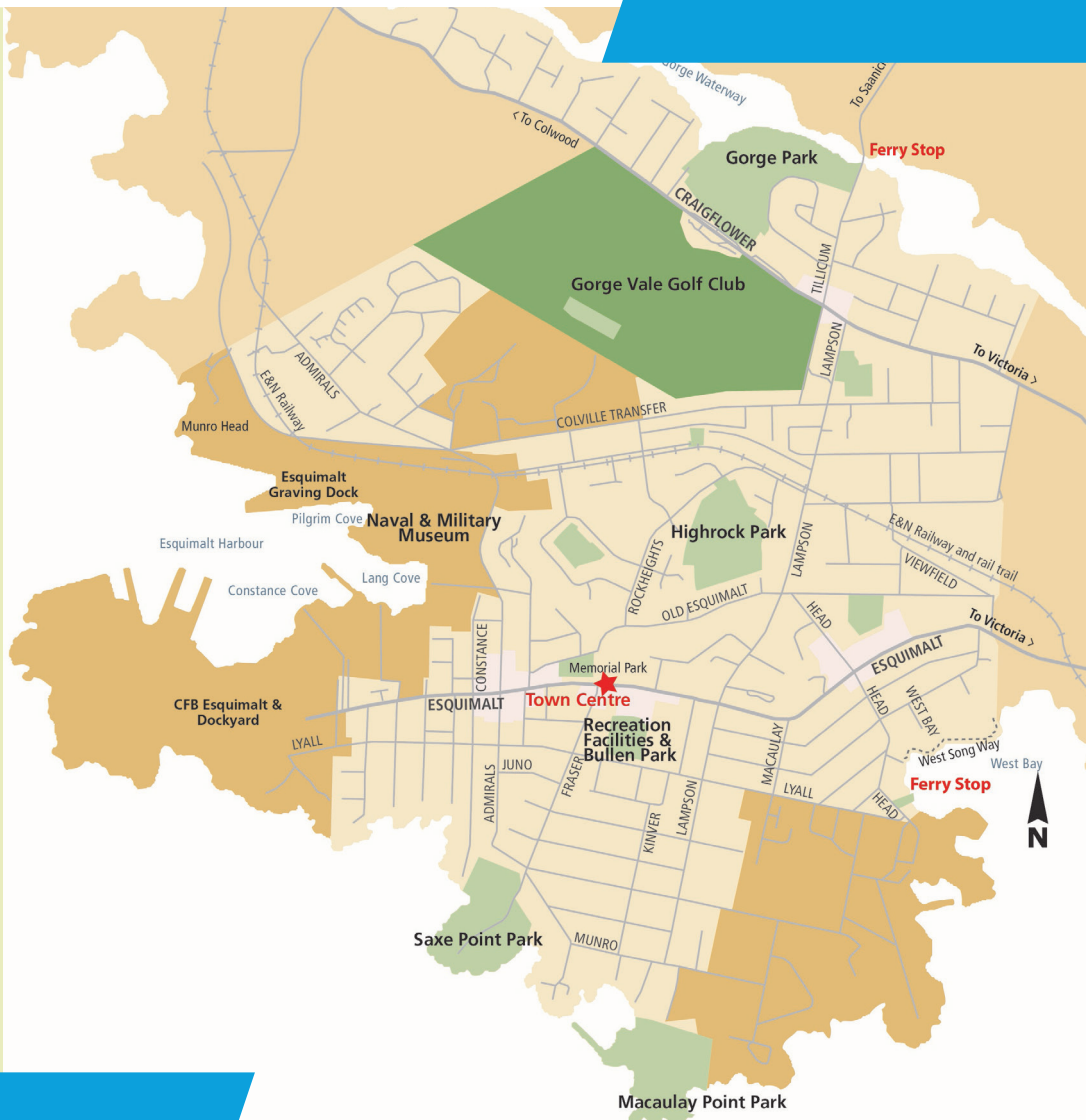 Gorge Waterway
To Saanich
< To Colwood
Gorge Park
Ferry Stop
CRAIGFLOWER
TILLICUM
Gorge Vale Golf Club
LAMPSON
To Victoria >
ADMIRALS
E&N Railway
COLVILLE TRANSFER
Munro Head
Esquimalt
Graving Dock
Pilgrim Cove
Naval & Military
Museum
Highrock Park
Esquimalt Harbour
ROCKHEIGHTS
LAMPSON
E&N Railway and rail trail
VIEWFIELD
Lang Cove
Constance Cove
OLD ESQUIMALT
HEAD
To Victoria >
CONSTANCE
Memorial Park
ESQUIMALT
CFB Esquimalt &
Dockyard
ESQUIMALT
Town Centre
HEAD
WEST BAY
Recreation
Facilities &
Bullen Park
LYALL
MACAULAY
West Song Way
West Bay
JUNO
ADMIRALS
FRASER
LYALL
Ferry Stop
HEAD
KINVER
LAMPSON
N
Saxe Point Park
MUNRO
Macaulay Point Park